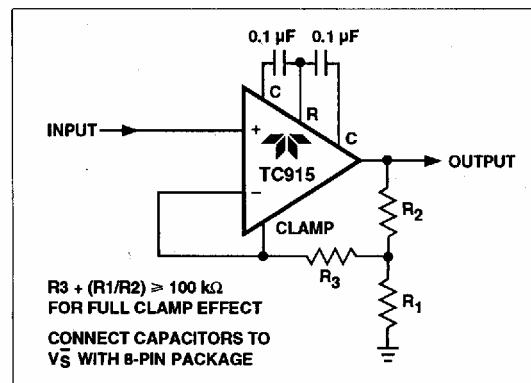 0.1 µF 0.1 µF
C
R
C
INPUT
+
TC915
OUTPUT
−
CLAMP
R2
R3
R1
R3 + (R1/R2) ≥ 100 kΩ
FOR FULL CLAMP EFFECT
CONNECT CAPACITORS TO
V̅S WITH 8-PIN PACKAGE